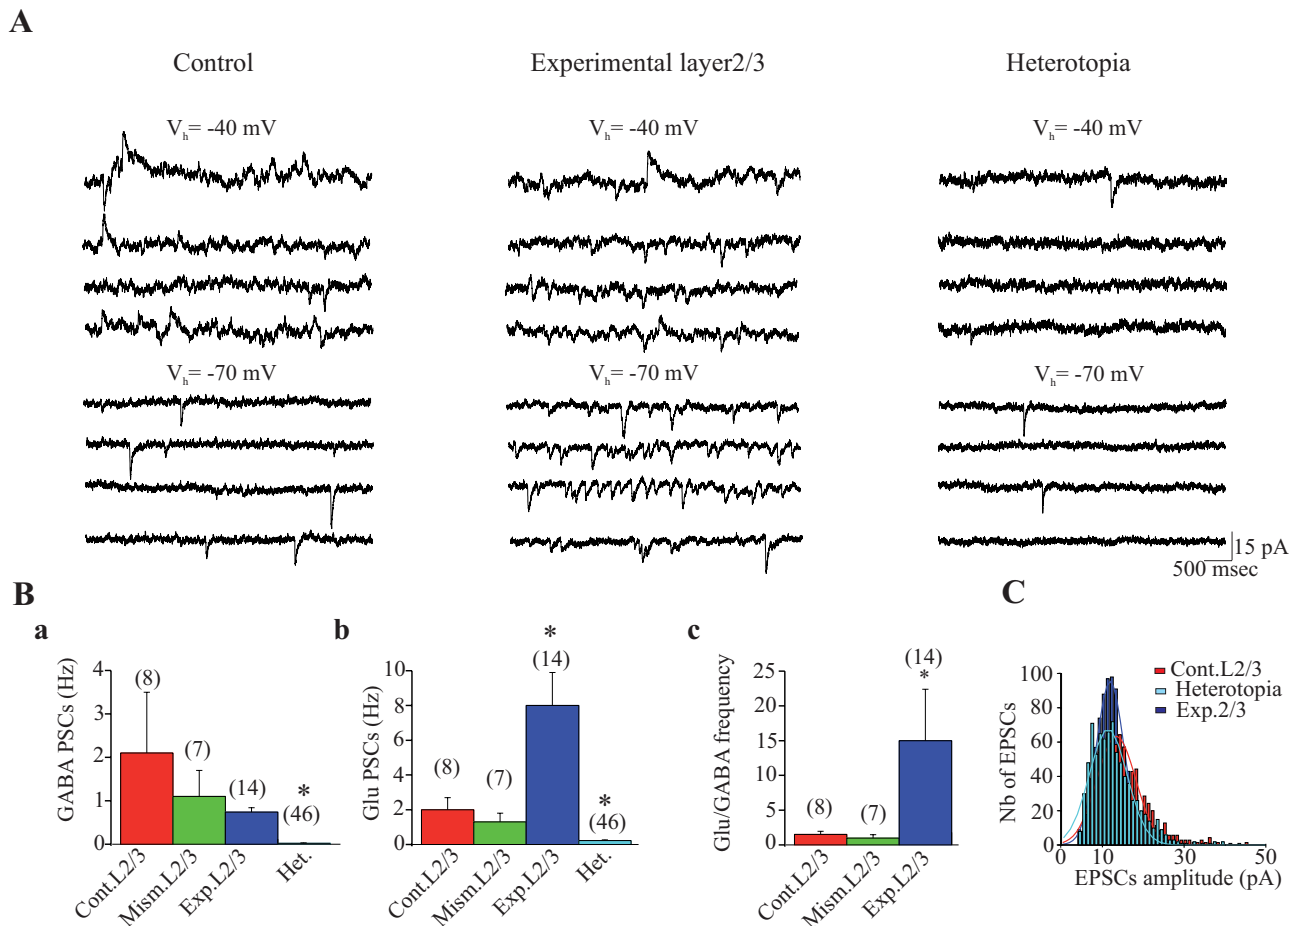 A
Control Experimental layer2/3 Heterotopia
Vh= -40 mV Vh= -40 mV Vh= -40 mV
Vh= -70 mV Vh= -70 mV Vh= -70 mV
15 pA
500 msec
B
a
GABA PSCs (Hz)
4
3
2
1
0
(8)
(7)
(14)
*
(46)
Cont.L2/3
Mism.L2/3
Exp.L2/3
Het.
b
Glu PSCs (Hz)
10
8
6
4
2
0
(8)
(7)
*
(14)
*
(46)
Cont.L2/3
Mism.L2/3
Exp.L2/3
Het.
c
Glu/GABA frequency
25
20
15
10
5
0
(8)
(7)
(14)
*
Cont.L2/3
Mism.L2/3
Exp.L2/3
C
Cont.L2/3
Heterotopia
Exp.2/3
Nb of EPSCs
100
80
60
40
20
0
0 10 30 50
EPSCs amplitude (pA)